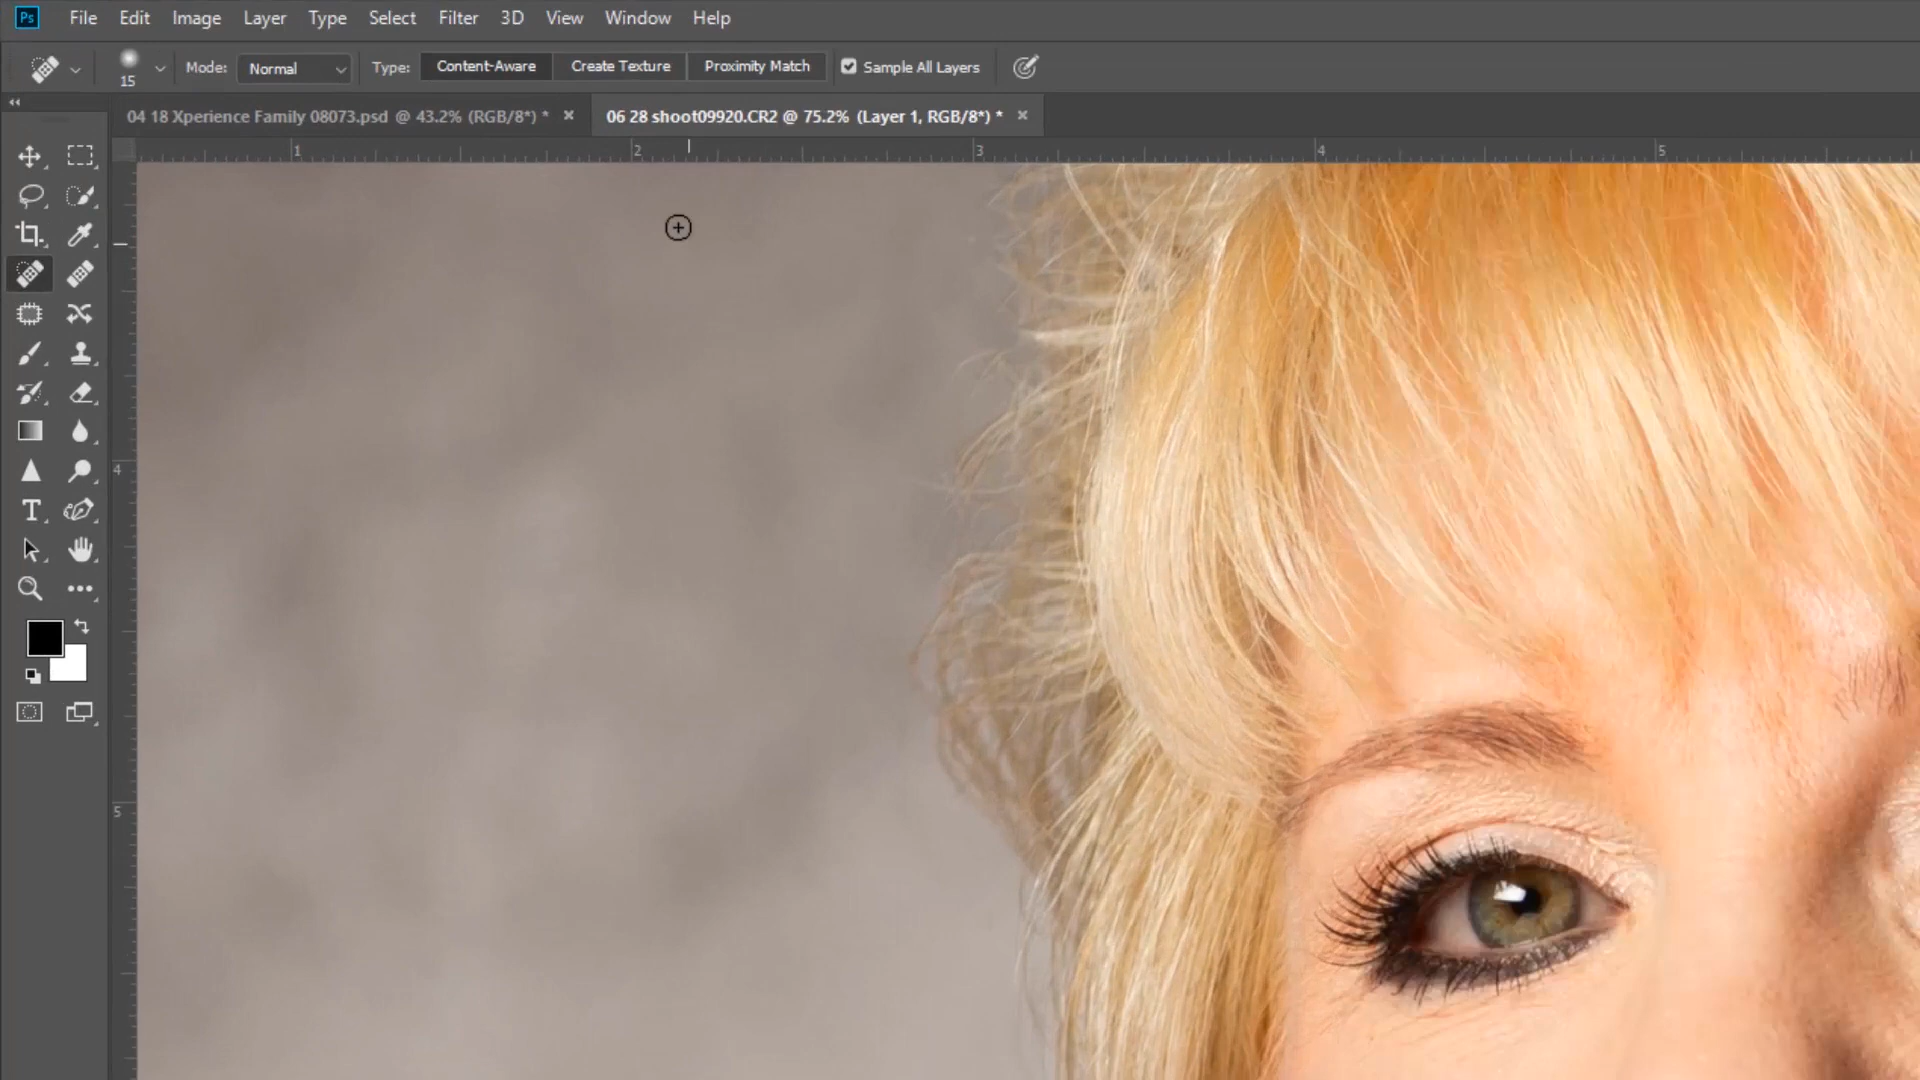 Ps File Edit Image Layer Type Select Filter 3D View Window Help
15 Mode: Normal Type: Content-Aware Create Texture Proximity Match Sample All Layers
04 18 Xperience Family 08073.psd @ 43.2% (RGB/8*) * × 06 28 shoot09920.CR2 @ 75.2% (Layer 1, RGB/8*) * ×
1 2 3 4 5
4
5